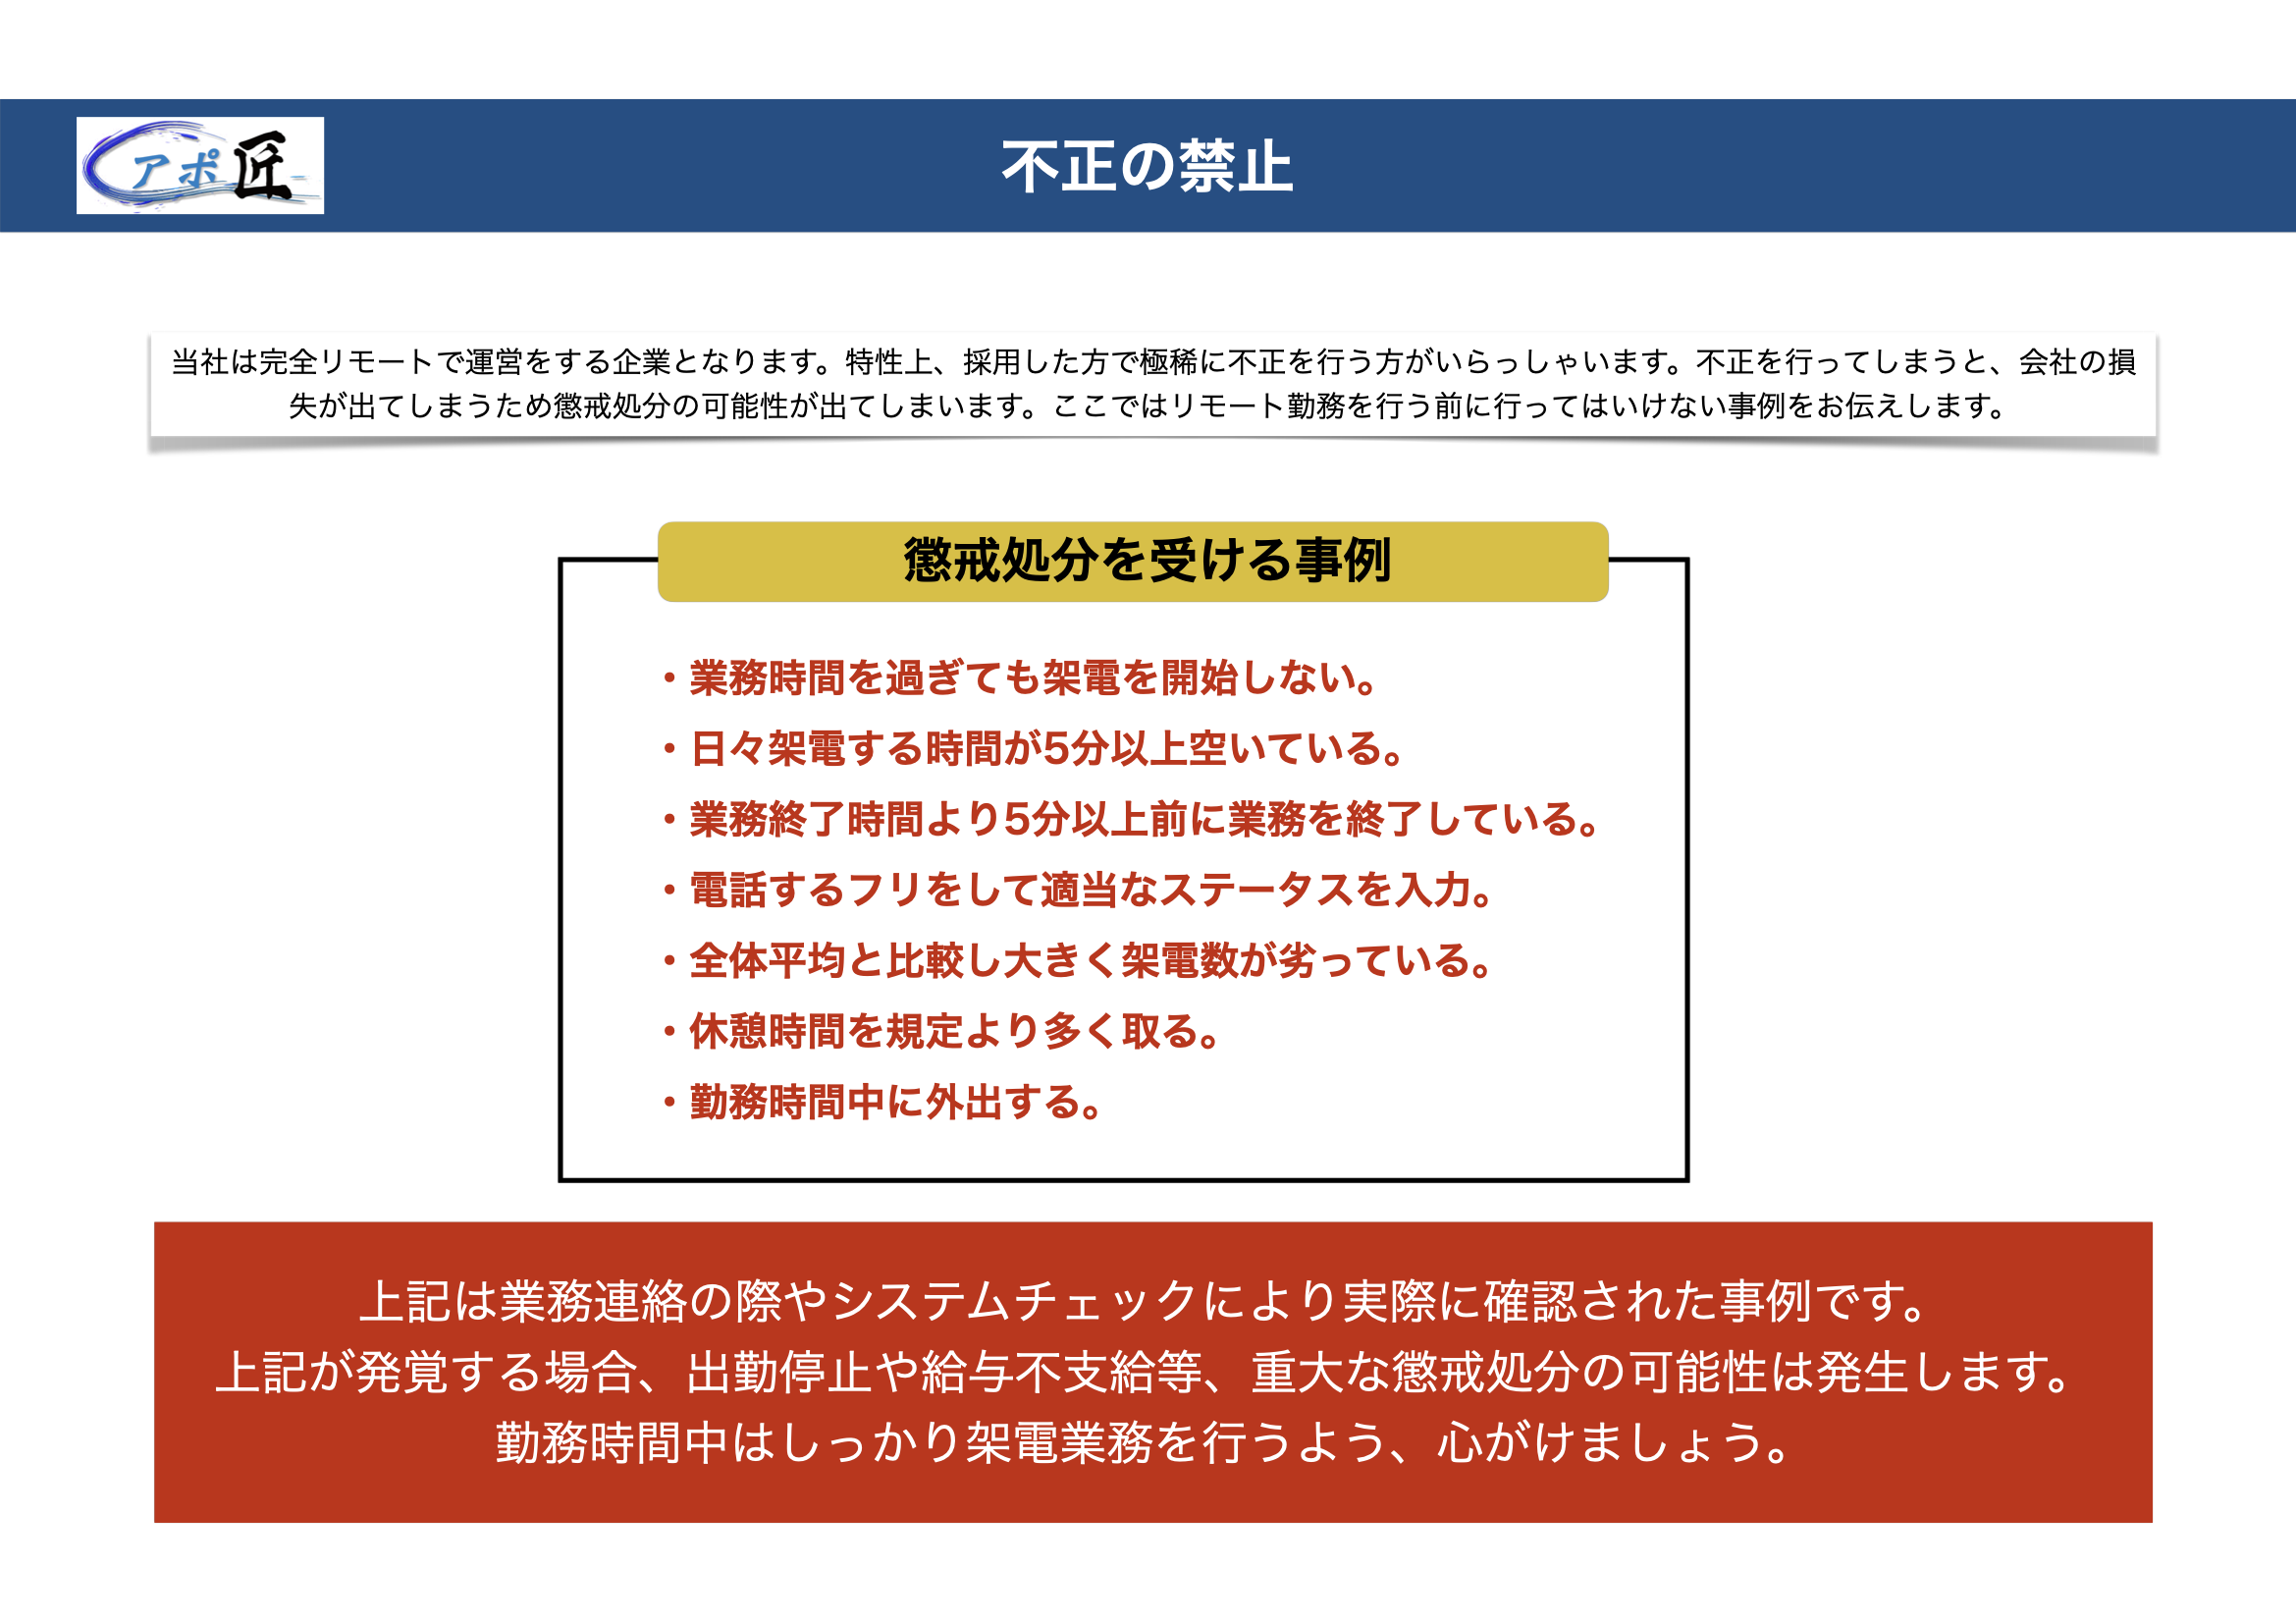 アポ匠
不正の禁止
当社は完全リモートで運営をする企業となります。特性上、採用した方で極稀に不正を行う方がいらっしゃいます。不正を行ってしまうと、会社の損
失が出てしまうため懲戒処分の可能性が出てしまいます。ここではリモート勤務を行う前に行ってはいけない事例をお伝えします。
懲戒処分を受ける事例
・業務時間を過ぎても架電を開始しない。
・日々架電する時間が5分以上空いている。
・業務終了時間より5分以上前に業務を終了している。
・電話するフリをして適当なステータスを入力。
・全体平均と比較し大きく架電数が劣っている。
・休憩時間を規定より多く取る。
・勤務時間中に外出する。
上記は業務連絡の際やシステムチェックにより実際に確認された事例です。
上記が発覚する場合、出勤停止や給与不支給等、重大な懲戒処分の可能性は発生します。
勤務時間中はしっかり架電業務を行うよう、心がけましょう。